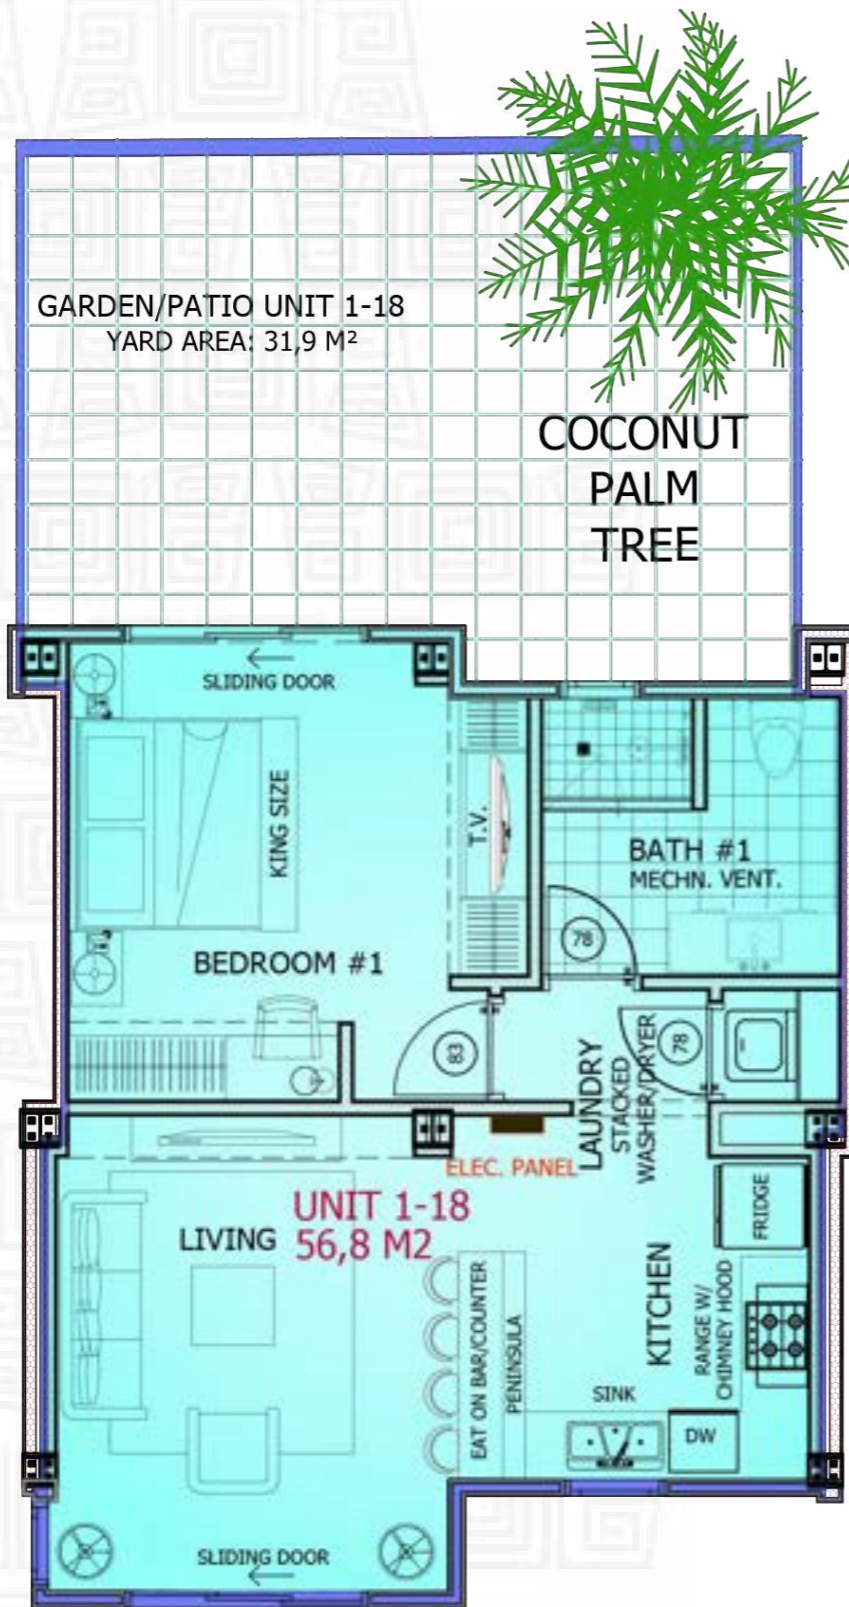 GARDEN/PATIO UNIT 1-18
YARD AREA: 31,9 M²
COCONUT
PALM
TREE
SLIDING DOOR
KING SIZE
T.V.
BATH #1
MECHN. VENT.
78
BEDROOM #1
83
LAUNDRY
STACKED
WASHER/DRYER
78
ELEC. PANEL
UNIT 1-18
56,8 M2
LIVING
FRIDGE
KITCHEN
RANGE W/
CHIMNEY HOOD
EAT ON BAR/COUNTER
PENINSULA
SINK
DW
SLIDING DOOR